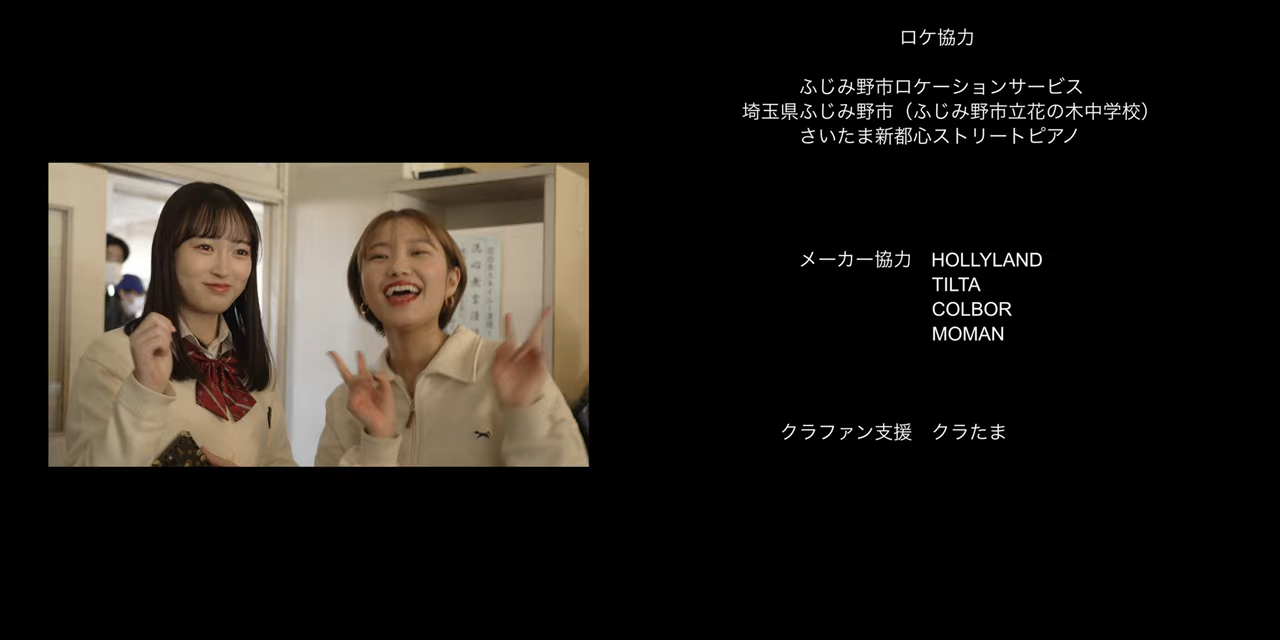 ロケ協力
ふじみ野市ロケーションサービス
埼玉県ふじみ野市（ふじみ野市立花の木中学校）
さいたま新都心ストリートピアノ
メーカー協力　HOLLYLAND
TILTA
COLBOR
MOMAN
クラファン支援　クラたま